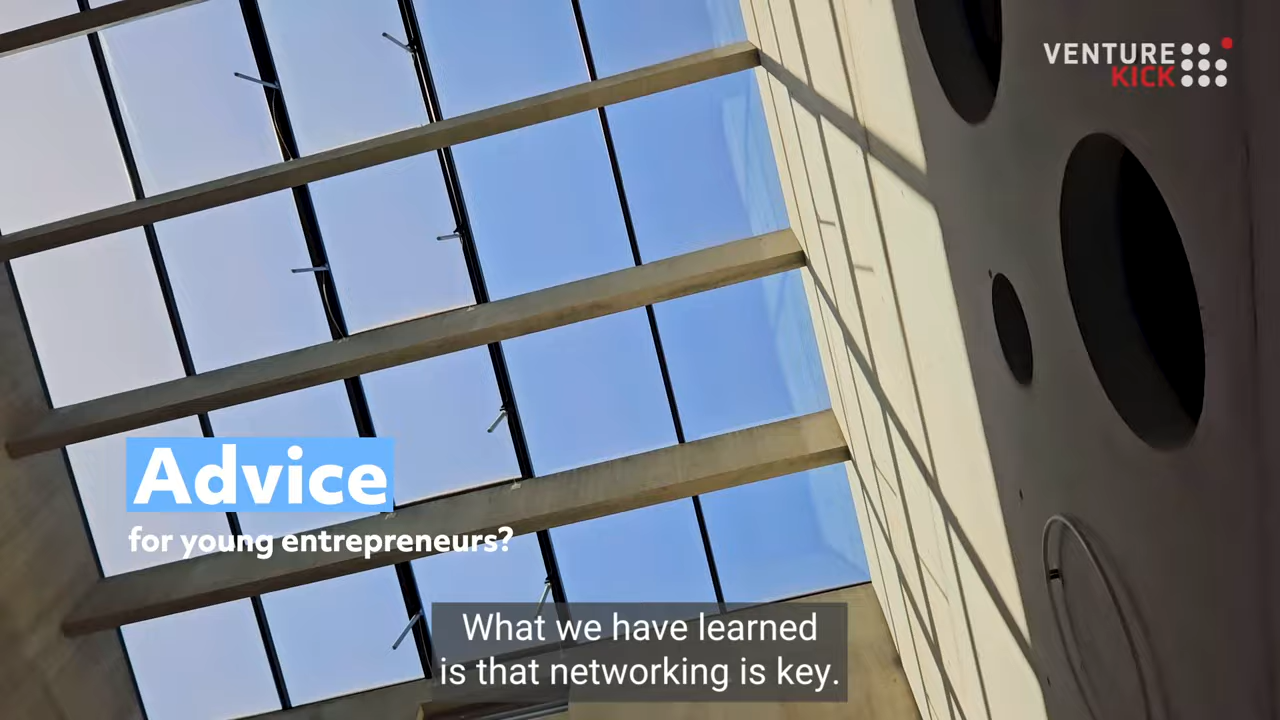 VENTURE
KICK
Advice
for young entrepreneurs?
What we have learned
is that networking is key.